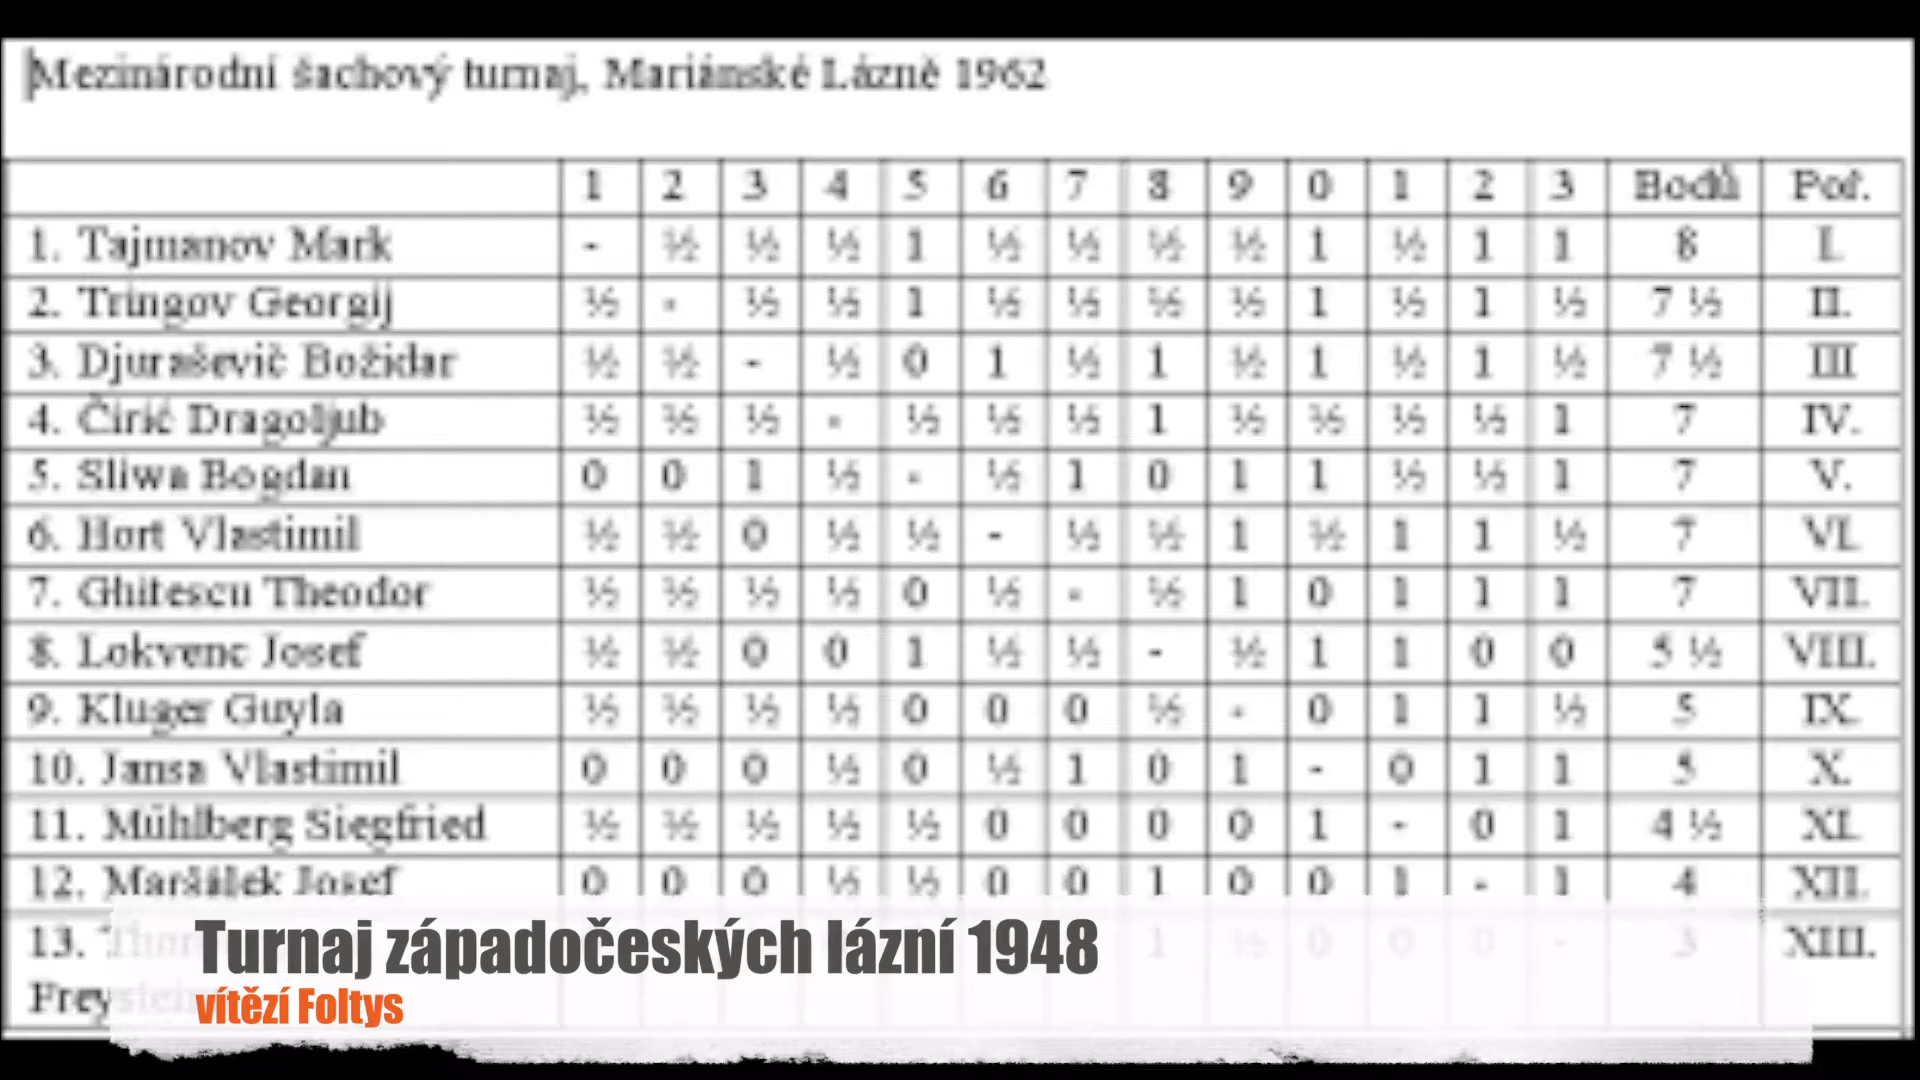 Mezinárodní šachový turnaj, Mariánské Lázně 1962
1 2 3 4 5 6 7 8 9 0 1 2 3 Bodů Poř.
1. Tajmanov Mark - ½ ½ ½ 1 ½ ½ ½ ½ 1 ½ 1 1 8 I.
2. Tringov Georgij ½ - ½ ½ 1 ½ ½ ½ ½ 1 ½ 1 ½ 7 ½ II.
3. Djuraševič Božidar ½ ½ - ½ 0 1 ½ 1 ½ 1 ½ 1 ½ 7 ½ III
4. Čirić Dragoljub ½ ½ ½ - ½ ½ ½ 1 ½ ½ ½ ½ 1 7 IV.
5. Sliwa Bogdan 0 0 1 ½ - ½ 1 0 1 1 ½ ½ 1 7 V.
6. Hort Vlastimil ½ ½ 0 ½ ½ - ½ ½ 1 ½ 1 1 ½ 7 VI.
7. Ghitescu Theodor ½ ½ ½ ½ 0 ½ - ½ 1 0 1 1 1 7 VII.
8. Lokvenc Josef ½ ½ 0 0 1 ½ ½ - ½ 1 1 0 0 5 ½ VIII.
9. Kluger Guyla ½ ½ ½ ½ 0 0 0 ½ - 0 1 1 ½ 5 IX.
10. Jansa Vlastimil 0 0 0 ½ 0 ½ 1 0 1 - 0 1 1 5 X.
11. Mühlberg Siegfried ½ ½ ½ ½ ½ 0 0 0 0 1 - 0 1 4 ½ XI.
12. Maršálek Josef 0 0 0 ½ ½ 0 0 1 0 0 1 - 1 4 XII.
13. 1 ½ 0 0 0 - 3 XIII.
Turnaj západočeských lázní 1948
vítězí Foltys